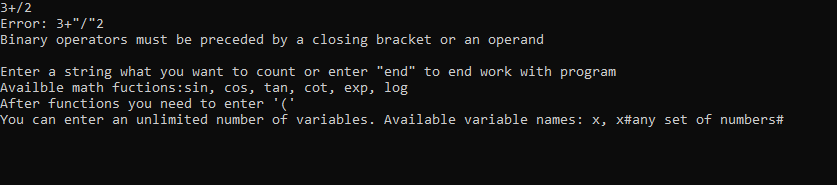 3+/2
Error: 3+"/"2
Binary operators must be preceded by a closing bracket or an operand
Enter a string what you want to count or enter "end" to end work with program
Availble math fuctions:sin, cos, tan, cot, exp, log
After functions you need to enter '('
You can enter an unlimited number of variables. Available variable names: x, x#any set of numbers#